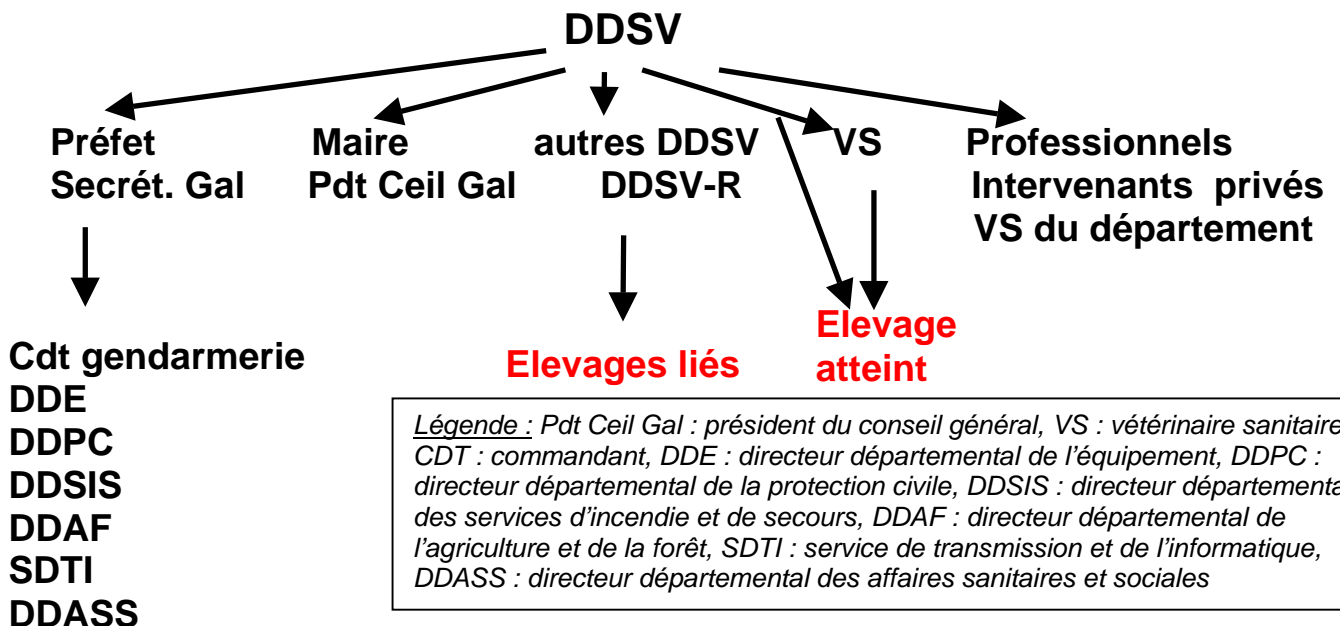 DDSV
Préfet
Secrét. Gal
Maire
Pdt Ceil Gal
autres DDSV
DDSV-R
VS
Professionnels
Intervenants privés
VS du département
Elevages liés
Elevage
atteint
Cdt gendarmerie
DDE
DDPC
DDSIS
DDAF
SDTI
DDASS
Légende : Pdt Ceil Gal : président du conseil général, VS : vétérinaire sanitaire
CDT : commandant, DDE : directeur départemental de l'équipement, DDPC :
directeur départemental de la protection civile, DDSIS : directeur départementa
des services d'incendie et de secours, DDAF : directeur départemental de
l'agriculture et de la forêt, SDTI : service de transmission et de l'informatique,
DDASS : directeur départemental des affaires sanitaires et sociales